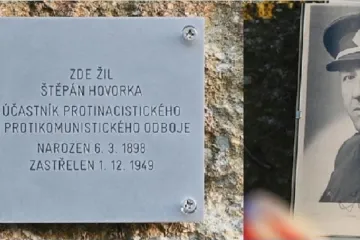 ZDE ŽIL
ŠTĚPÁN HOVORKA
ÚČASTNÍK PROTINACISTICKÉHO
PROTIKOMUNISTICKÉHO ODBOJE
NAROZEN 6. 3. 1898
ZASTŘELEN 1. 12. 1949